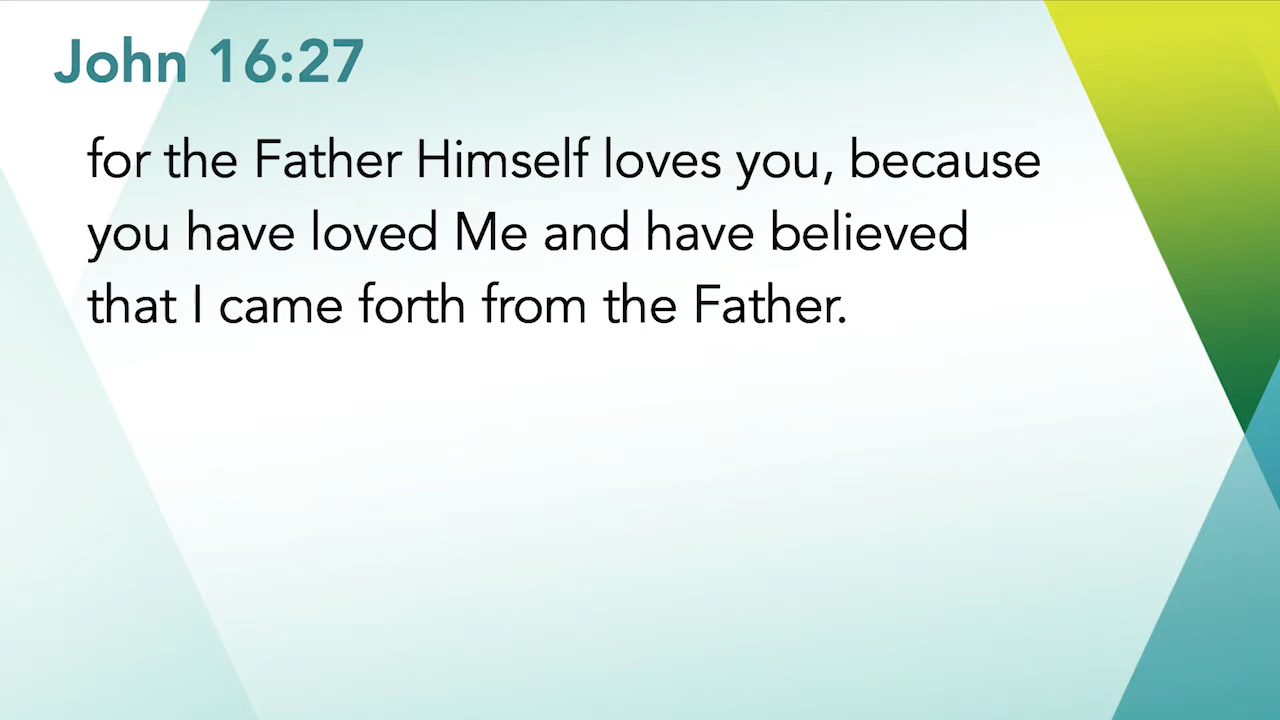 John 16:27
for the Father Himself loves you, because
you have loved Me and have believed
that I came forth from the Father.